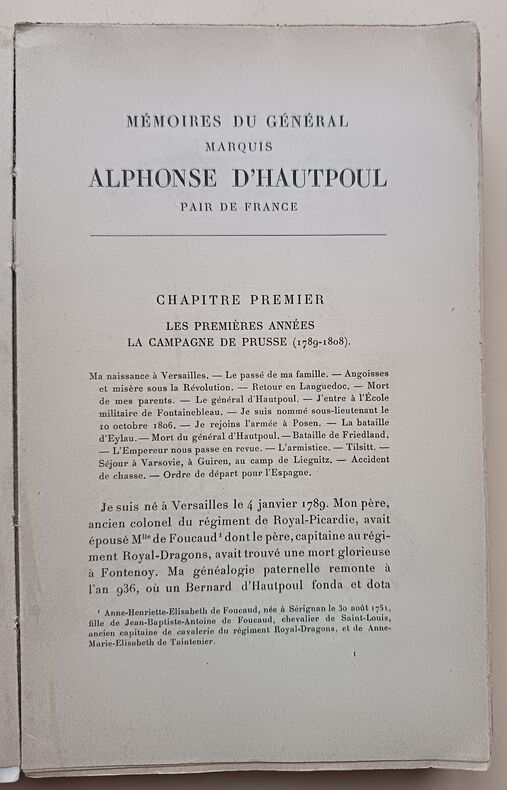 MÉMOIRES DU GÉNÉRAL
MARQUIS
ALPHONSE D'HAUTPOUL
PAIR DE FRANCE
CHAPITRE PREMIER
LES PREMIÈRES ANNÉES
LA CAMPAGNE DE PRUSSE (1789-1808).
Ma naissance à Versailles. — Le passé de ma famille. — Angoisses
et misère sous la Révolution. — Retour en Languedoc. — Mort
de mes parents. — Le général d'Hautpoul. — J'entre à l'École
militaire de Fontainebleau. — Je suis nommé sous-lieutenant le
10 octobre 1806. — Je rejoins l'armée à Posen. — La bataille
d'Eylau. — Mort du général d'Hautpoul. — Bataille de Friedland.
— L'Empereur nous passe en revue. — L'armistice. — Tilsitt. —
Séjour à Varsovie, à Guiren, au camp de Liegnitz. — Accident
de chasse. — Ordre de départ pour l'Espagne.
Je suis né à Versailles le 4 janvier 1789. Mon père,
ancien colonel du régiment de Royal-Picardie, avait
épousé Mlle de Foucaud¹ dont le père, capitaine au régi-
ment Royal-Dragons, avait trouvé une mort glorieuse
à Fontenoy. Ma généalogie paternelle remonte à
l'an 936, où un Bernard d'Hautpoul fonda et dota
¹ Anne-Henriette-Elisabeth de Foucaud, née à Sérignan le 30 août 1751,
fille de Jean-Baptiste-Antoine de Foucaud, chevalier de Saint-Louis,
ancien capitaine de cavalerie du régiment Royal-Dragons, et de Anne-
Marie-Elisabeth de Taintenier.
1